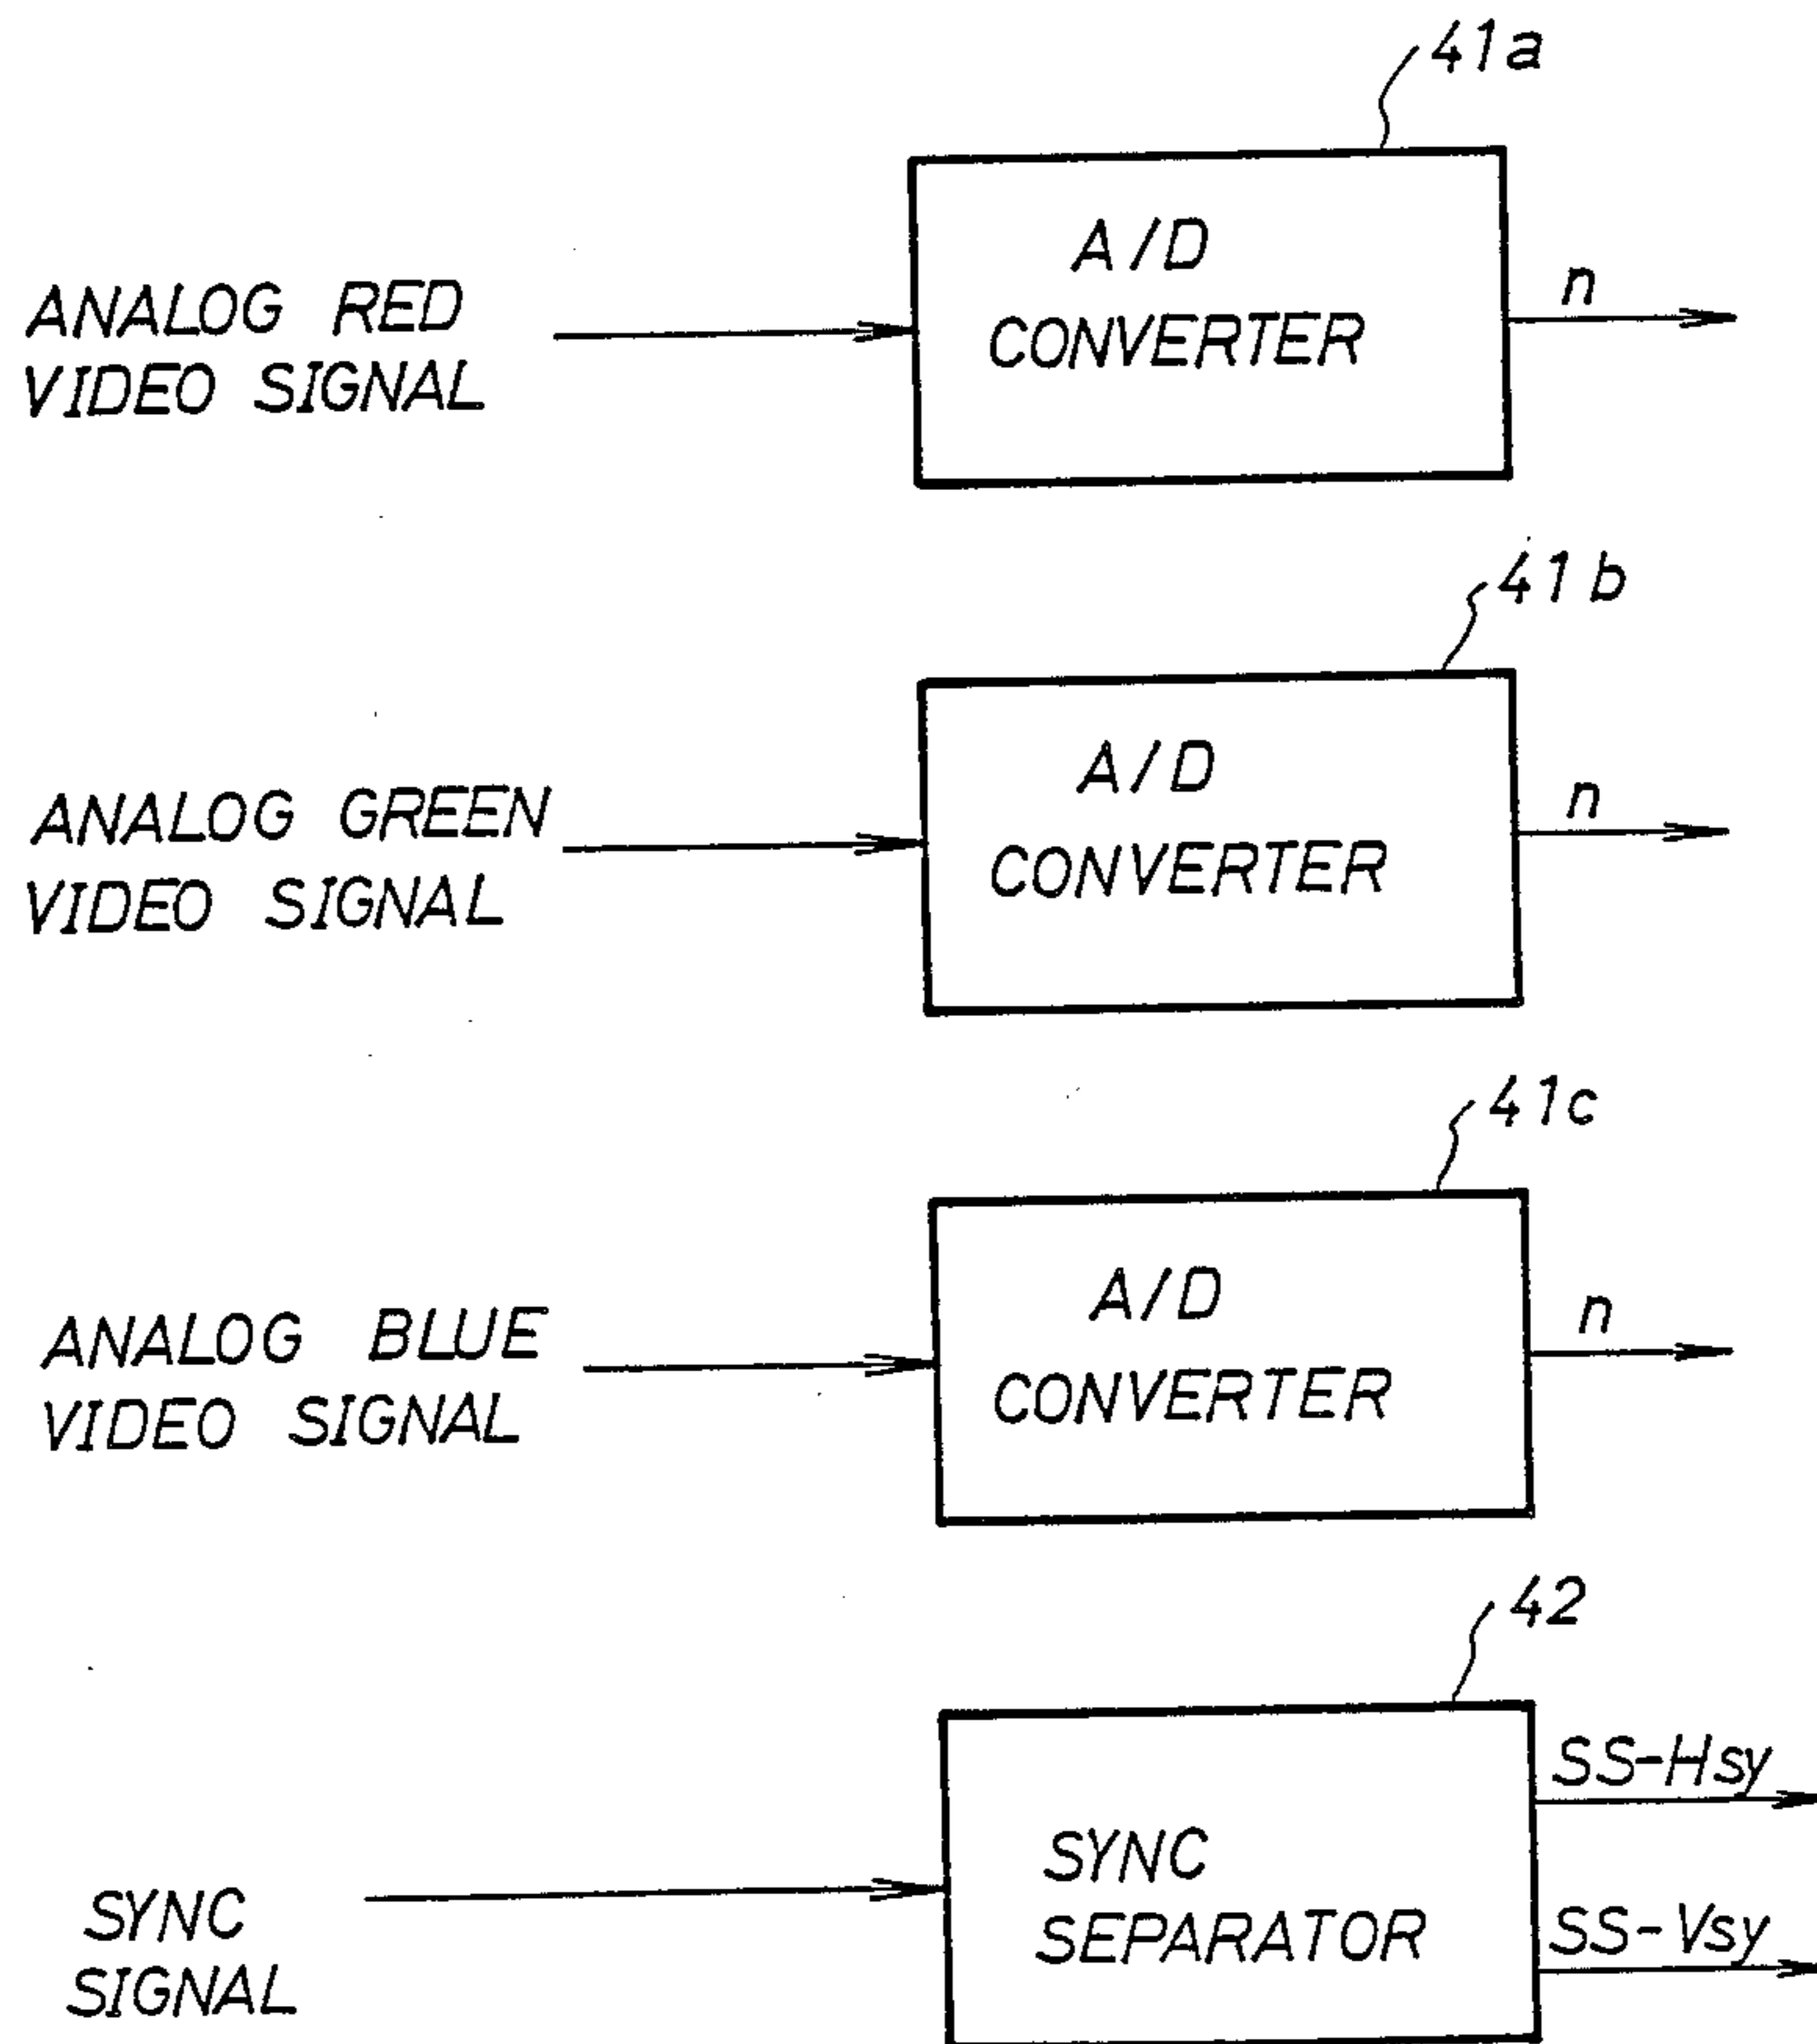 41a
A/D
CONVERTER
n
ANALOG RED
VIDEO SIGNAL
41b
A/D
CONVERTER
n
ANALOG GREEN
VIDEO SIGNAL
41c
A/D
CONVERTER
n
ANALOG BLUE
VIDEO SIGNAL
42
SYNC
SEPARATOR
SS-Hsy
SS-Vsy
SYNC
SIGNAL